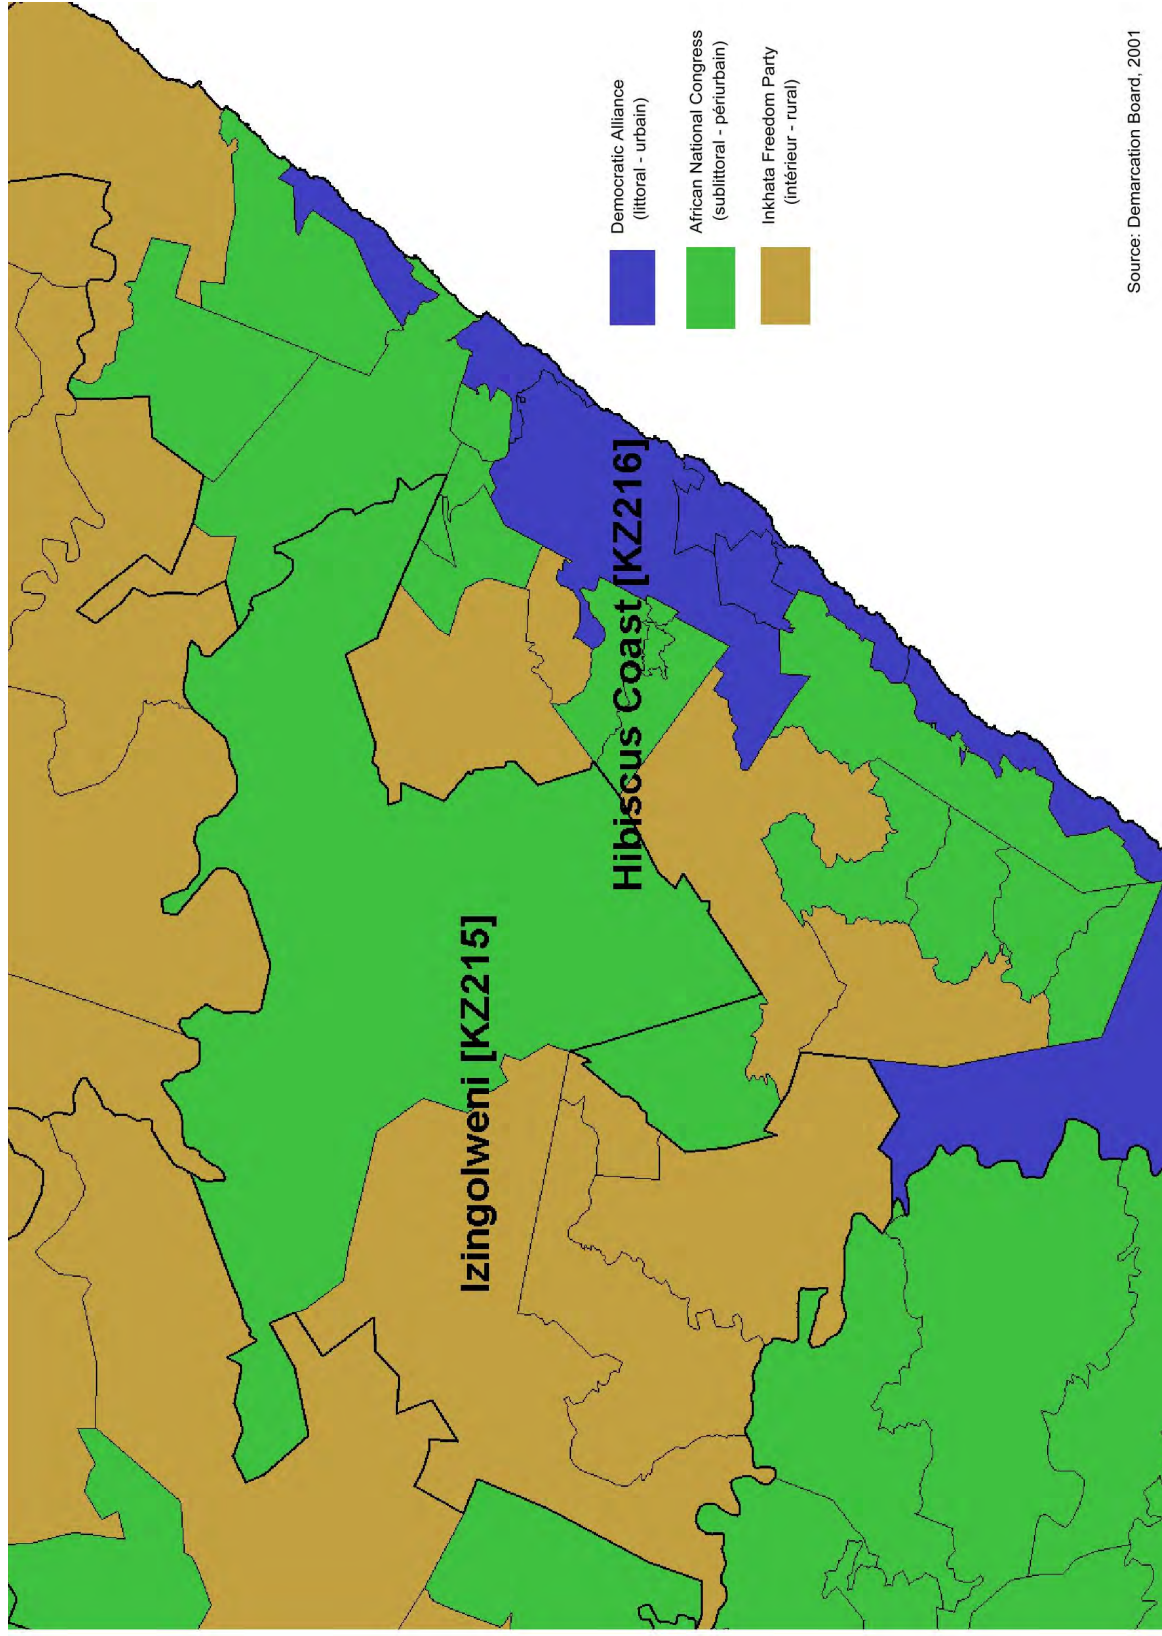 Izingolweni [KZ215]
Hibiscus Coast [KZ216]
Democratic Alliance
(littoral - urbain)
African National Congress
(sublittoral - périurbain)
Inkhata Freedom Party
(intérieur - rural)
Source: Demarcation Board, 2001